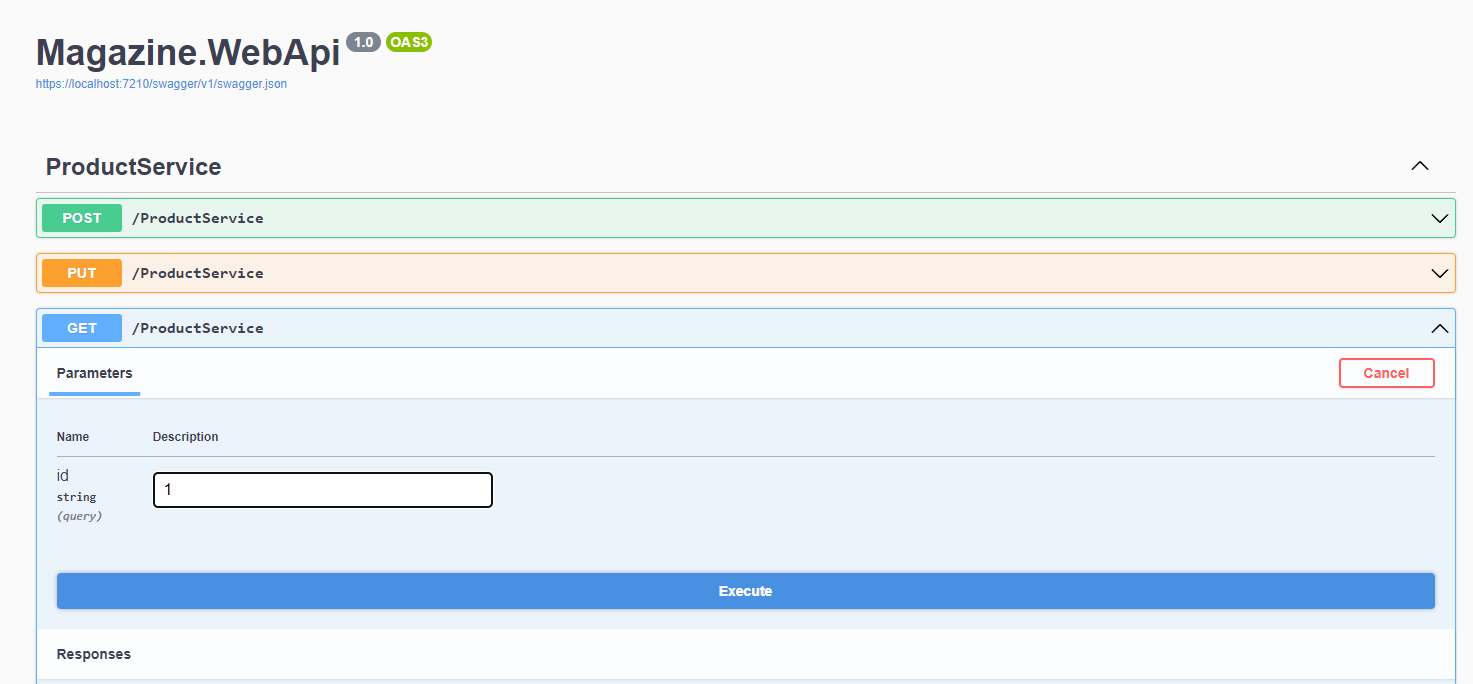 Magazine.WebApi 1.0 OAS3
https://localhost:7210/swagger/v1/swagger.json
ProductService
POST /ProductService
PUT /ProductService
GET /ProductService
Parameters Cancel
Name Description
id
string
(query)
1
Execute
Responses